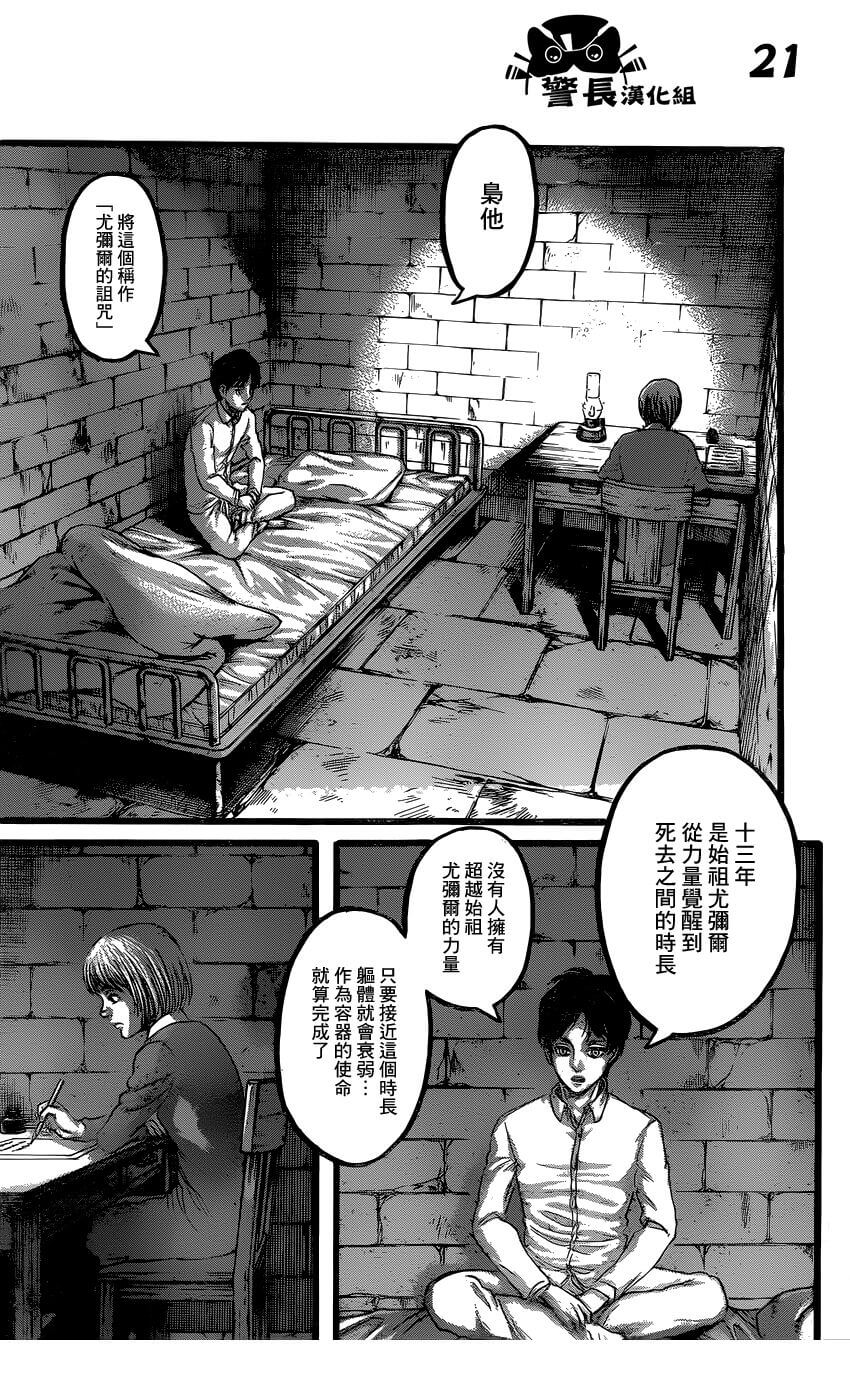 警長漢化組
21
梟他
將這個稱作
「尤彌爾的詛咒」
十三年
是始祖尤彌爾
從力量覺醒到
死去之間的時長
沒有人擁有
超越始祖
尤彌爾的力量
只要接近這個時長
軀體就會衰弱…
作為容器的使命
就算完成了